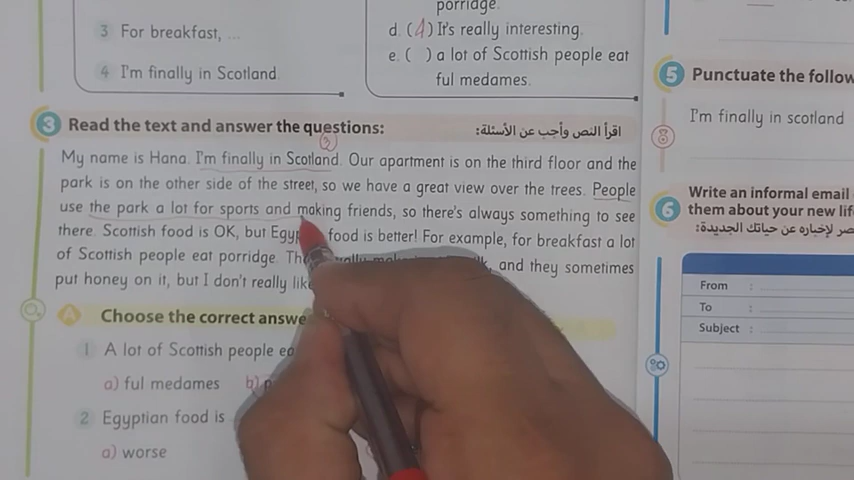 porridge.
3 For breakfast, ...
d. (4) It's really interesting.
e. ( ) a lot of Scottish people eat
4 I'm finally in Scotland.
ful medames.
3 Read the text and answer the questions:
اقرأ النص وأجب عن الأسئلة:
(3)
My name is Hana. I'm finally in Scotland. Our apartment is on the third floor and the
park is on the other side of the street, so we have a great view over the trees. People
use the park a lot for sports and making friends, so there's always something to see
there. Scottish food is OK, but food is better! For example, for breakfast a lot
of Scottish people eat porridge. and they sometimes
put honey on it, but I don't really
A Choose the correct
1 A lot of Scottish people
a) ful medames b)
2 Egyptian food is
a) worse
5 Punctuate the
I'm finally in scotland
6 Write an informal email
them about your new
لإخباره عن حياتك الجديدة:
From :
To :
Subject :